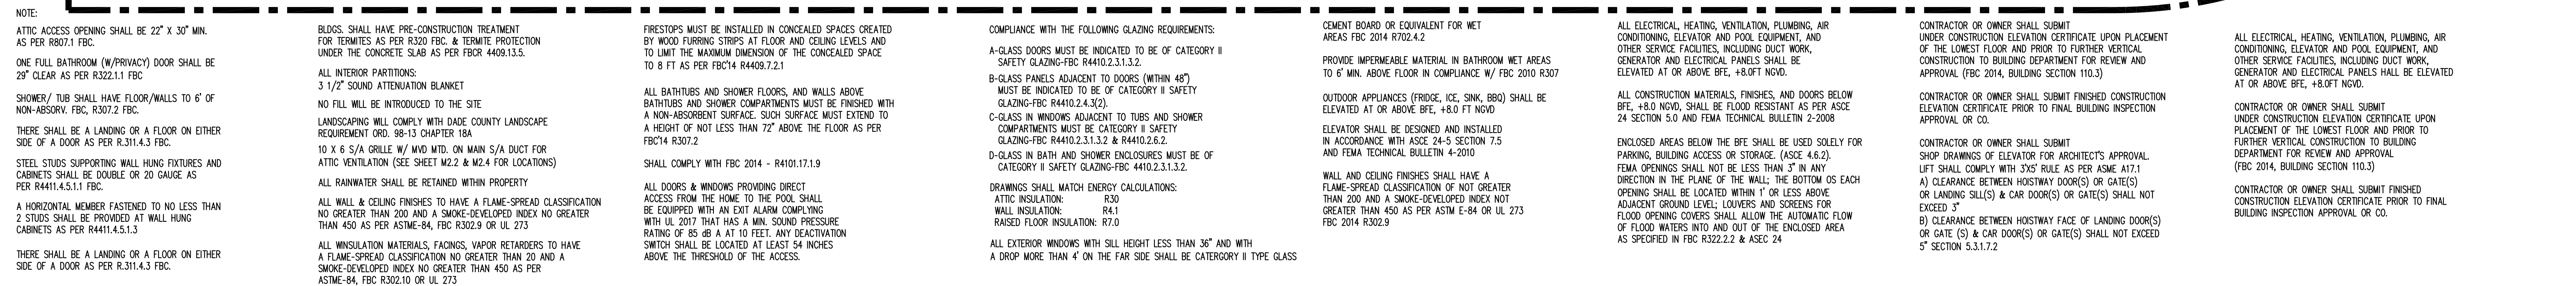 NOTE:
ATTIC ACCESS OPENING SHALL BE 22" X 30" MIN.
AS PER R807.1 FBC.
ONE FULL BATHROOM (W/PRIVACY) DOOR SHALL BE
29" CLEAR AS PER R322.1.1 FBC
SHOWER/ TUB SHALL HAVE FLOOR/WALLS TO 6' OF
NON-ABSORV. FBC, R307.2 FBC.
THERE SHALL BE A LANDING OR A FLOOR ON EITHER
SIDE OF A DOOR AS PER R.311.4.3 FBC.
STEEL STUDS SUPPORTING WALL HUNG FIXTURES AND
CABINETS SHALL BE DOUBLE OR 20 GAUGE AS
PER R4411.4.5.1.1 FBC.
A HORIZONTAL MEMBER FASTENED TO NO LESS THAN
2 STUDS SHALL BE PROVIDED AT WALL HUNG
CABINETS AS PER R4411.4.5.1.3
THERE SHALL BE A LANDING OR A FLOOR ON EITHER
SIDE OF A DOOR AS PER R.311.4.3 FBC.
BLDGS. SHALL HAVE PRE-CONSTRUCTION TREATMENT
FOR TERMITES AS PER R320 FBC. & TERMITE PROTECTION
UNDER THE CONCRETE SLAB AS PER FBCR 4409.13.5.
ALL INTERIOR PARTITIONS:
3 1/2" SOUND ATTENUATION BLANKET
NO FILL WILL BE INTRODUCED TO THE SITE
LANDSCAPING WILL COMPLY WITH DADE COUNTY LANDSCAPE
REQUIREMENT ORD. 98-13 CHAPTER 18A
10 X 6 S/A GRILLE W/ MVD MTD. ON MAIN S/A DUCT FOR
ATTIC VENTILATION (SEE SHEET M2.2 & M2.4 FOR LOCATIONS)
ALL RAINWATER SHALL BE RETAINED WITHIN PROPERTY
ALL WALL & CEILING FINISHES TO HAVE A FLAME-SPREAD CLASSIFICATION
NO GREATER THAN 200 AND A SMOKE-DEVELOPED INDEX NO GREATER
THAN 450 AS PER ASTME-84, FBC R302.9 OR UL 273
ALL WINSULATION MATERIALS, FACINGS, VAPOR RETARDERS TO HAVE
A FLAME-SPREAD CLASSIFICATION NO GREATER THAN 20 AND A
SMOKE-DEVELOPED INDEX NO GREATER THAN 450 AS PER
ASTME-84, FBC R302.10 OR UL 273
FIRESTOPS MUST BE INSTALLED IN CONCEALED SPACES CREATED
BY WOOD FURRING STRIPS AT FLOOR AND CEILING LEVELS AND
TO LIMIT THE MAXIMUM DIMENSION OF THE CONCEALED SPACE
TO 8 FT AS PER FBC'14 R4409.7.2.1
ALL BATHTUBS AND SHOWER FLOORS, AND WALLS ABOVE
BATHTUBS AND SHOWER COMPARTMENTS MUST BE FINISHED WITH
A NON-ABSORBENT SURFACE. SUCH SURFACE MUST EXTEND TO
A HEIGHT OF NOT LESS THAN 72" ABOVE THE FLOOR AS PER
FBC'14 R307.2
SHALL COMPLY WITH FBC 2014 - R4101.17.1.9
ALL DOORS & WINDOWS PROVIDING DIRECT
ACCESS FROM THE HOME TO THE POOL SHALL
BE EQUIPPED WITH AN EXIT ALARM COMPLYING
WITH UL 2017 THAT HAS A MIN. SOUND PRESSURE
RATING OF 85 dB A AT 10 FEET. ANY DEACTIVATION
SWITCH SHALL BE LOCATED AT LEAST 54 INCHES
ABOVE THE THRESHOLD OF THE ACCESS.
COMPLIANCE WITH THE FOLLOWING GLAZING REQUIREMENTS:
A-GLASS DOORS MUST BE INDICATED TO BE OF CATEGORY II
SAFETY GLAZING-FBC R4410.2.3.1.3.2.
B-GLASS PANELS ADJACENT TO DOORS (WITHIN 48")
MUST BE INDICATED TO BE OF CATEGORY II SAFETY
GLAZING-FBC R4410.2.4.3(2).
C-GLASS IN WINDOWS ADJACENT TO TUBS AND SHOWER
COMPARTMENTS MUST BE CATEGORY II SAFETY
GLAZING-FBC R4410.2.3.1.3.2 & R4410.2.6.2.
D-GLASS IN BATH AND SHOWER ENCLOSURES MUST BE OF
CATEGORY II SAFETY GLAZING-FBC 4410.2.3.1.3.2.
DRAWINGS SHALL MATCH ENERGY CALCULATIONS:
ATTIC INSULATION: R30
WALL INSULATION: R4.1
RAISED FLOOR INSULATION: R7.0
ALL EXTERIOR WINDOWS WITH SILL HEIGHT LESS THAN 36" AND WITH
A DROP MORE THAN 4' ON THE FAR SIDE SHALL BE CATERGORY II TYPE GLASS
CEMENT BOARD OR EQUIVALENT FOR WET
AREAS FBC 2014 R702.4.2
PROVIDE IMPERMEABLE MATERIAL IN BATHROOM WET AREAS
TO 6' MIN. ABOVE FLOOR IN COMPLIANCE W/ FBC 2010 R307
OUTDOOR APPLIANCES (FRIDGE, ICE, SINK, BBQ) SHALL BE
ELEVATED AT OR ABOVE BFE, +8.0 FT NGVD
ELEVATOR SHALL BE DESIGNED AND INSTALLED
IN ACCORDANCE WITH ASCE 24-5 SECTION 7.5
AND FEMA TECHNICAL BULLETIN 4-2010
WALL AND CEILING FINISHES SHALL HAVE A
FLAME-SPREAD CLASSIFICATION OF NOT GREATER
THAN 200 AND A SMOKE-DEVELOPED INDEX NOT
GREATER THAN 450 AS PER ASTM E-84 OR UL 273
FBC 2014 R302.9
ALL ELECTRICAL, HEATING, VENTILATION, PLUMBING, AIR
CONDITIONING, ELEVATOR AND POOL EQUIPMENT, AND
OTHER SERVICE FACILITIES, INCLUDING DUCT WORK,
GENERATOR AND ELECTRICAL PANELS SHALL BE
ELEVATED AT OR ABOVE BFE, +8.0FT NGVD.
ALL CONSTRUCTION MATERIALS, FINISHES, AND DOORS BELOW
BFE, +8.0 NGVD, SHALL BE FLOOD RESISTANT AS PER ASCE
24 SECTION 5.0 AND FEMA TECHNICAL BULLETIN 2-2008
ENCLOSED AREAS BELOW THE BFE SHALL BE USED SOLELY FOR
PARKING, BUILDING ACCESS OR STORAGE. (ASCE 4.6.2).
FEMA OPENINGS SHALL NOT BE LESS THAN 3" IN ANY
DIRECTION IN THE PLANE OF THE WALL; THE BOTTOM OS EACH
OPENING SHALL BE LOCATED WITHIN 1' OR LESS ABOVE
ADJACENT GROUND LEVEL; LOUVERS AND SCREENS FOR
FLOOD OPENING COVERS SHALL ALLOW THE AUTOMATIC FLOW
OF FLOOD WATERS INTO AND OUT OF THE ENCLOSED AREA
AS SPECIFIED IN FBC R322.2.2 & ASEC 24
CONTRACTOR OR OWNER SHALL SUBMIT
UNDER CONSTRUCTION ELEVATION CERTIFICATE UPON PLACEMENT
OF THE LOWEST FLOOR AND PRIOR TO FURTHER VERTICAL
CONSTRUCTION TO BUILDING DEPARTMENT FOR REVIEW AND
APPROVAL (FBC 2014, BUILDING SECTION 110.3)
CONTRACTOR OR OWNER SHALL SUBMIT FINISHED CONSTRUCTION
ELEVATION CERTIFICATE PRIOR TO FINAL BUILDING INSPECTION
APPROVAL OR CO.
CONTRACTOR OR OWNER SHALL SUBMIT
SHOP DRAWINGS OF ELEVATOR FOR ARCHITECT'S APPROVAL.
LIFT SHALL COMPLY WITH 3'X5' RULE AS PER ASME A17.1
A) CLEARANCE BETWEEN HOISTWAY DOOR(S) OR GATE(S)
OR LANDING SILL(S) & CAR DOOR(S) OR GATE(S) SHALL NOT
EXCEED 3"
B) CLEARANCE BETWEEN HOISTWAY FACE OF LANDING DOOR(S)
OR GATE (S) & CAR DOOR(S) OR GATE(S) SHALL NOT EXCEED
5" SECTION 5.3.1.7.2
ALL ELECTRICAL, HEATING, VENTILATION, PLUMBING, AIR
CONDITIONING, ELEVATOR AND POOL EQUIPMENT, AND
OTHER SERVICE FACILITIES, INCLUDING DUCT WORK,
GENERATOR AND ELECTRICAL PANELS HALL BE ELEVATED
AT OR ABOVE BFE, +8.0FT NGVD.
CONTRACTOR OR OWNER SHALL SUBMIT
UNDER CONSTRUCTION ELEVATION CERTIFICATE UPON
PLACEMENT OF THE LOWEST FLOOR AND PRIOR TO
FURTHER VERTICAL CONSTRUCTION TO BUILDING
DEPARTMENT FOR REVIEW AND APPROVAL
(FBC 2014, BUILDING SECTION 110.3)
CONTRACTOR OR OWNER SHALL SUBMIT FINISHED
CONSTRUCTION ELEVATION CERTIFICATE PRIOR TO FINAL
BUILDING INSPECTION APPROVAL OR CO.